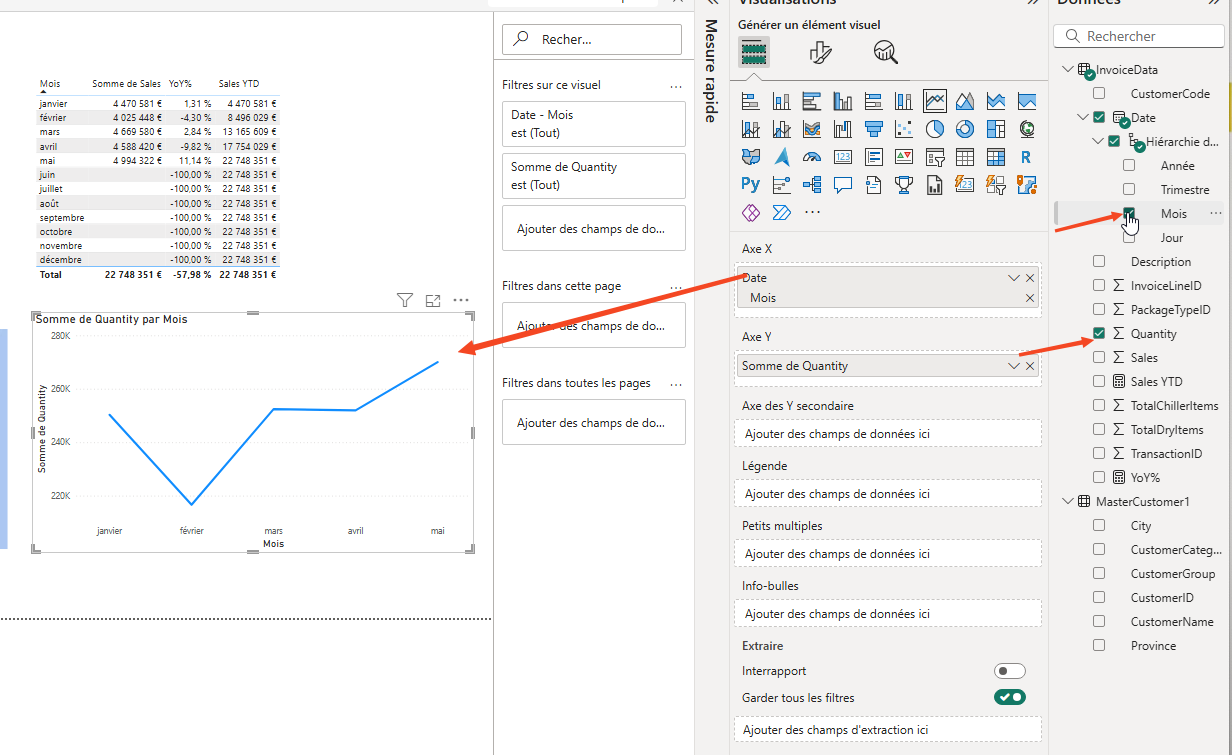 Mois Somme de Sales YoY% Sales YTD
janvier 4 470 581 € 1,31 % 4 470 581 €
février 4 025 448 € -4,30 % 8 496 029 €
mars 4 669 580 € 2,84 % 13 165 609 €
avril 4 588 420 € -9,82 % 17 754 029 €
mai 4 994 322 € 11,14 % 22 748 351 €
juin -100,00 % 22 748 351 €
juillet -100,00 % 22 748 351 €
août -100,00 % 22 748 351 €
septembre -100,00 % 22 748 351 €
octobre -100,00 % 22 748 351 €
novembre -100,00 % 22 748 351 €
décembre -100,00 % 22 748 351 €
Total 22 748 351 € -57,98 % 22 748 351 €
Somme de Quantity par Mois
280K
260K
240K
220K
Somme de Quantity
janvier février mars avril mai
Mois
Recher...
Filtres sur ce visuel ...
Date - Mois
est (Tout)
Somme de Quantity
est (Tout)
Ajouter des champs de do...
Filtres dans cette page ...
Ajouter des champs de do...
Filtres dans toutes les pages ...
Ajouter des champs de do...
Mesure rapide
Visualisations
Générer un élément visuel
123
R
Py
...
Axe X
Date
Mois
Axe Y
Somme de Quantity
Axe des Y secondaire
Ajouter des champs de données ici
Légende
Ajouter des champs de données ici
Petits multiples
Ajouter des champs de données ici
Info-bulles
Ajouter des champs de données ici
Extraire
Interrapport
Garder tous les filtres
Ajouter des champs d'extraction ici
Données
Rechercher
InvoiceData
CustomerCode
Date
Hiérarchie d...
Année
Trimestre
Mois ...
Jour
Description
∑ InvoiceLineID
∑ PackageTypeID
∑ Quantity
∑ Sales
Sales YTD
∑ TotalChillerItems
∑ TotalDryItems
∑ TransactionID
YoY%
MasterCustomer1
City
CustomerCateg...
CustomerGroup
CustomerID
CustomerName
Province